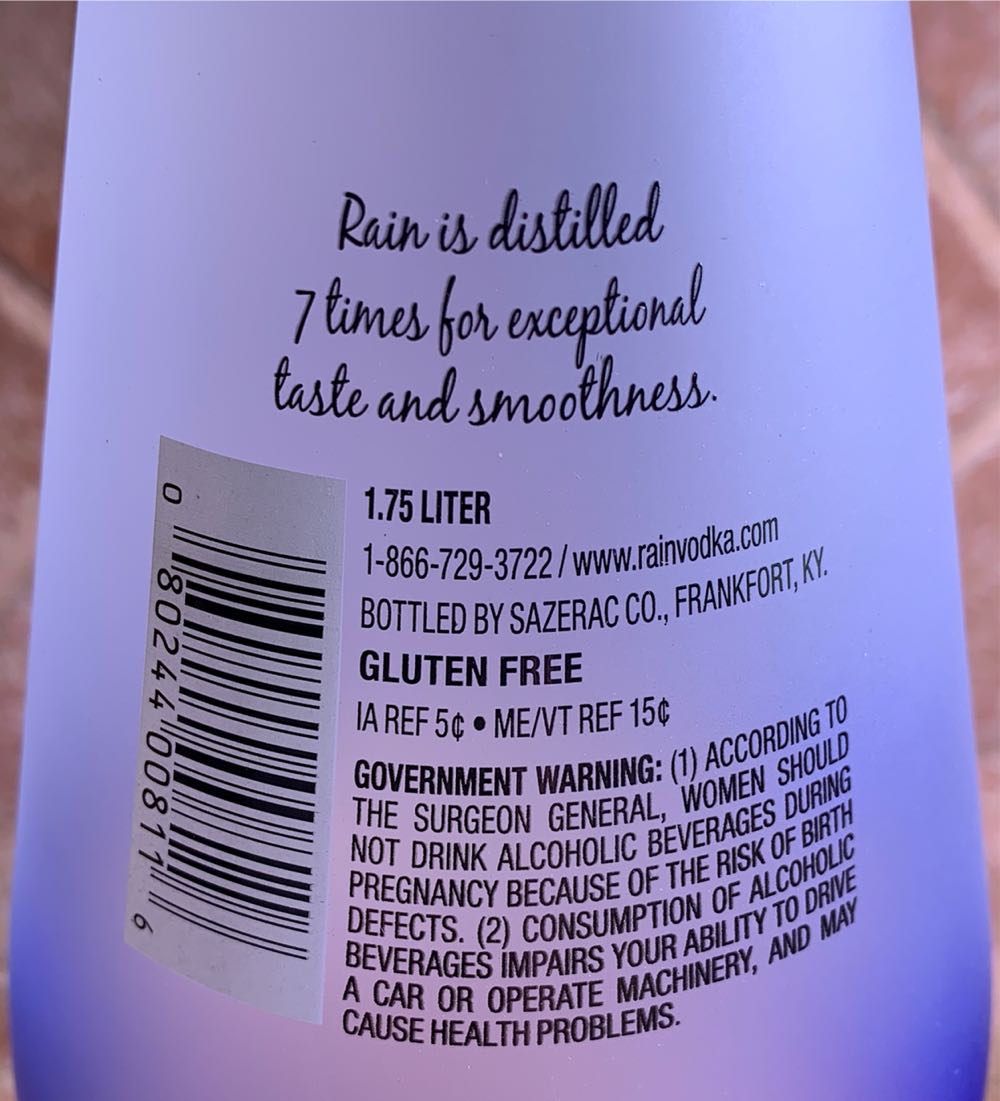 Rain is distilled
7 times for exceptional
taste and smoothness.
0 80244 00811 6
1.75 LITER
1-866-729-3722 / www.rainvodka.com
BOTTLED BY SAZERAC CO., FRANKFORT, KY.
GLUTEN FREE
IA REF 5¢ • ME/VT REF 15¢
GOVERNMENT WARNING: (1) ACCORDING TO
THE SURGEON GENERAL, WOMEN SHOULD
NOT DRINK ALCOHOLIC BEVERAGES DURING
PREGNANCY BECAUSE OF THE RISK OF BIRTH
DEFECTS. (2) CONSUMPTION OF ALCOHOLIC
BEVERAGES IMPAIRS YOUR ABILITY TO DRIVE
A CAR OR OPERATE MACHINERY, AND MAY
CAUSE HEALTH PROBLEMS.